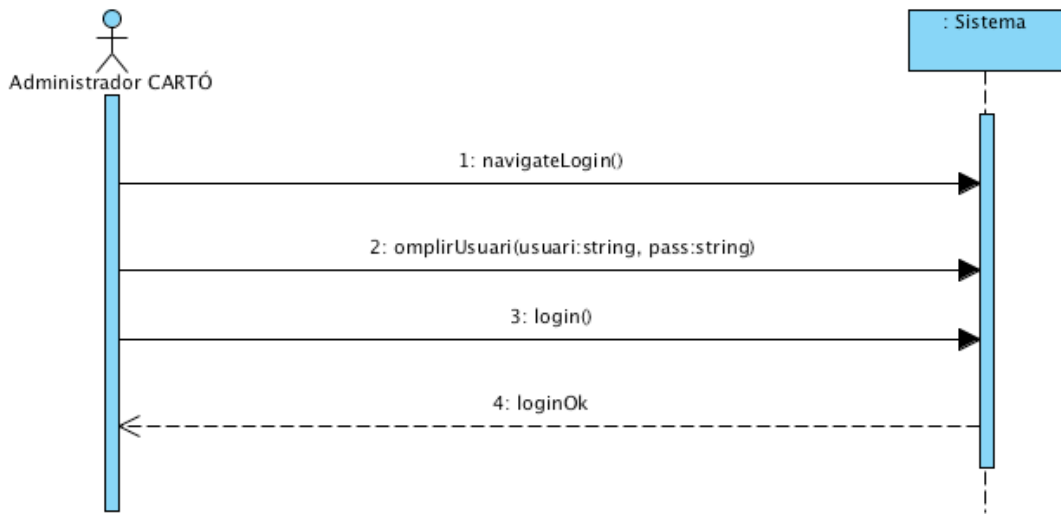 : Sistema
Administrador CARTÓ
1: navigateLogin()
2: omplirUsuari(usuari:string, pass:string)
3: login()
4: loginOk